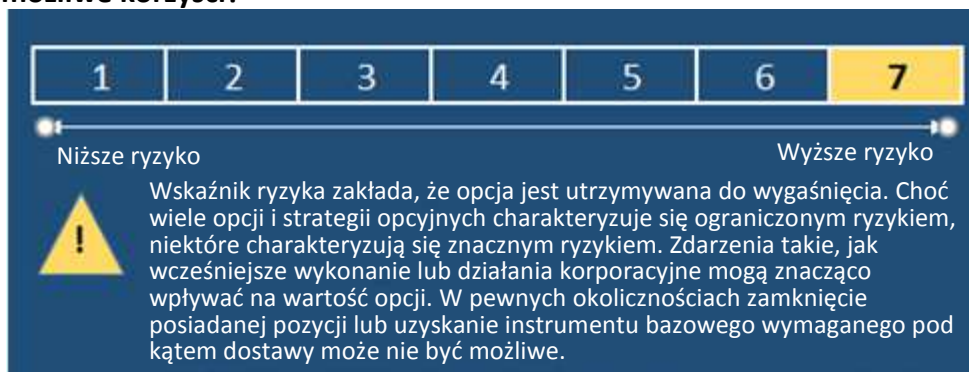 możliwe korzyści?
1 2 3 4 5 6 7
Niższe ryzyko Wyższe ryzyko
Wskaźnik ryzyka zakłada, że opcja jest utrzymywana do wygaśnięcia. Choć
wiele opcji i strategii opcyjnych charakteryzuje się ograniczonym ryzykiem,
niektóre charakteryzują się znacznym ryzykiem. Zdarzenia takie, jak
wcześniejsze wykonanie lub działania korporacyjne mogą znacząco
wpływać na wartość opcji. W pewnych okolicznościach zamknięcie
posiadanej pozycji lub uzyskanie instrumentu bazowego wymaganego pod
kątem dostawy może nie być możliwe.
!